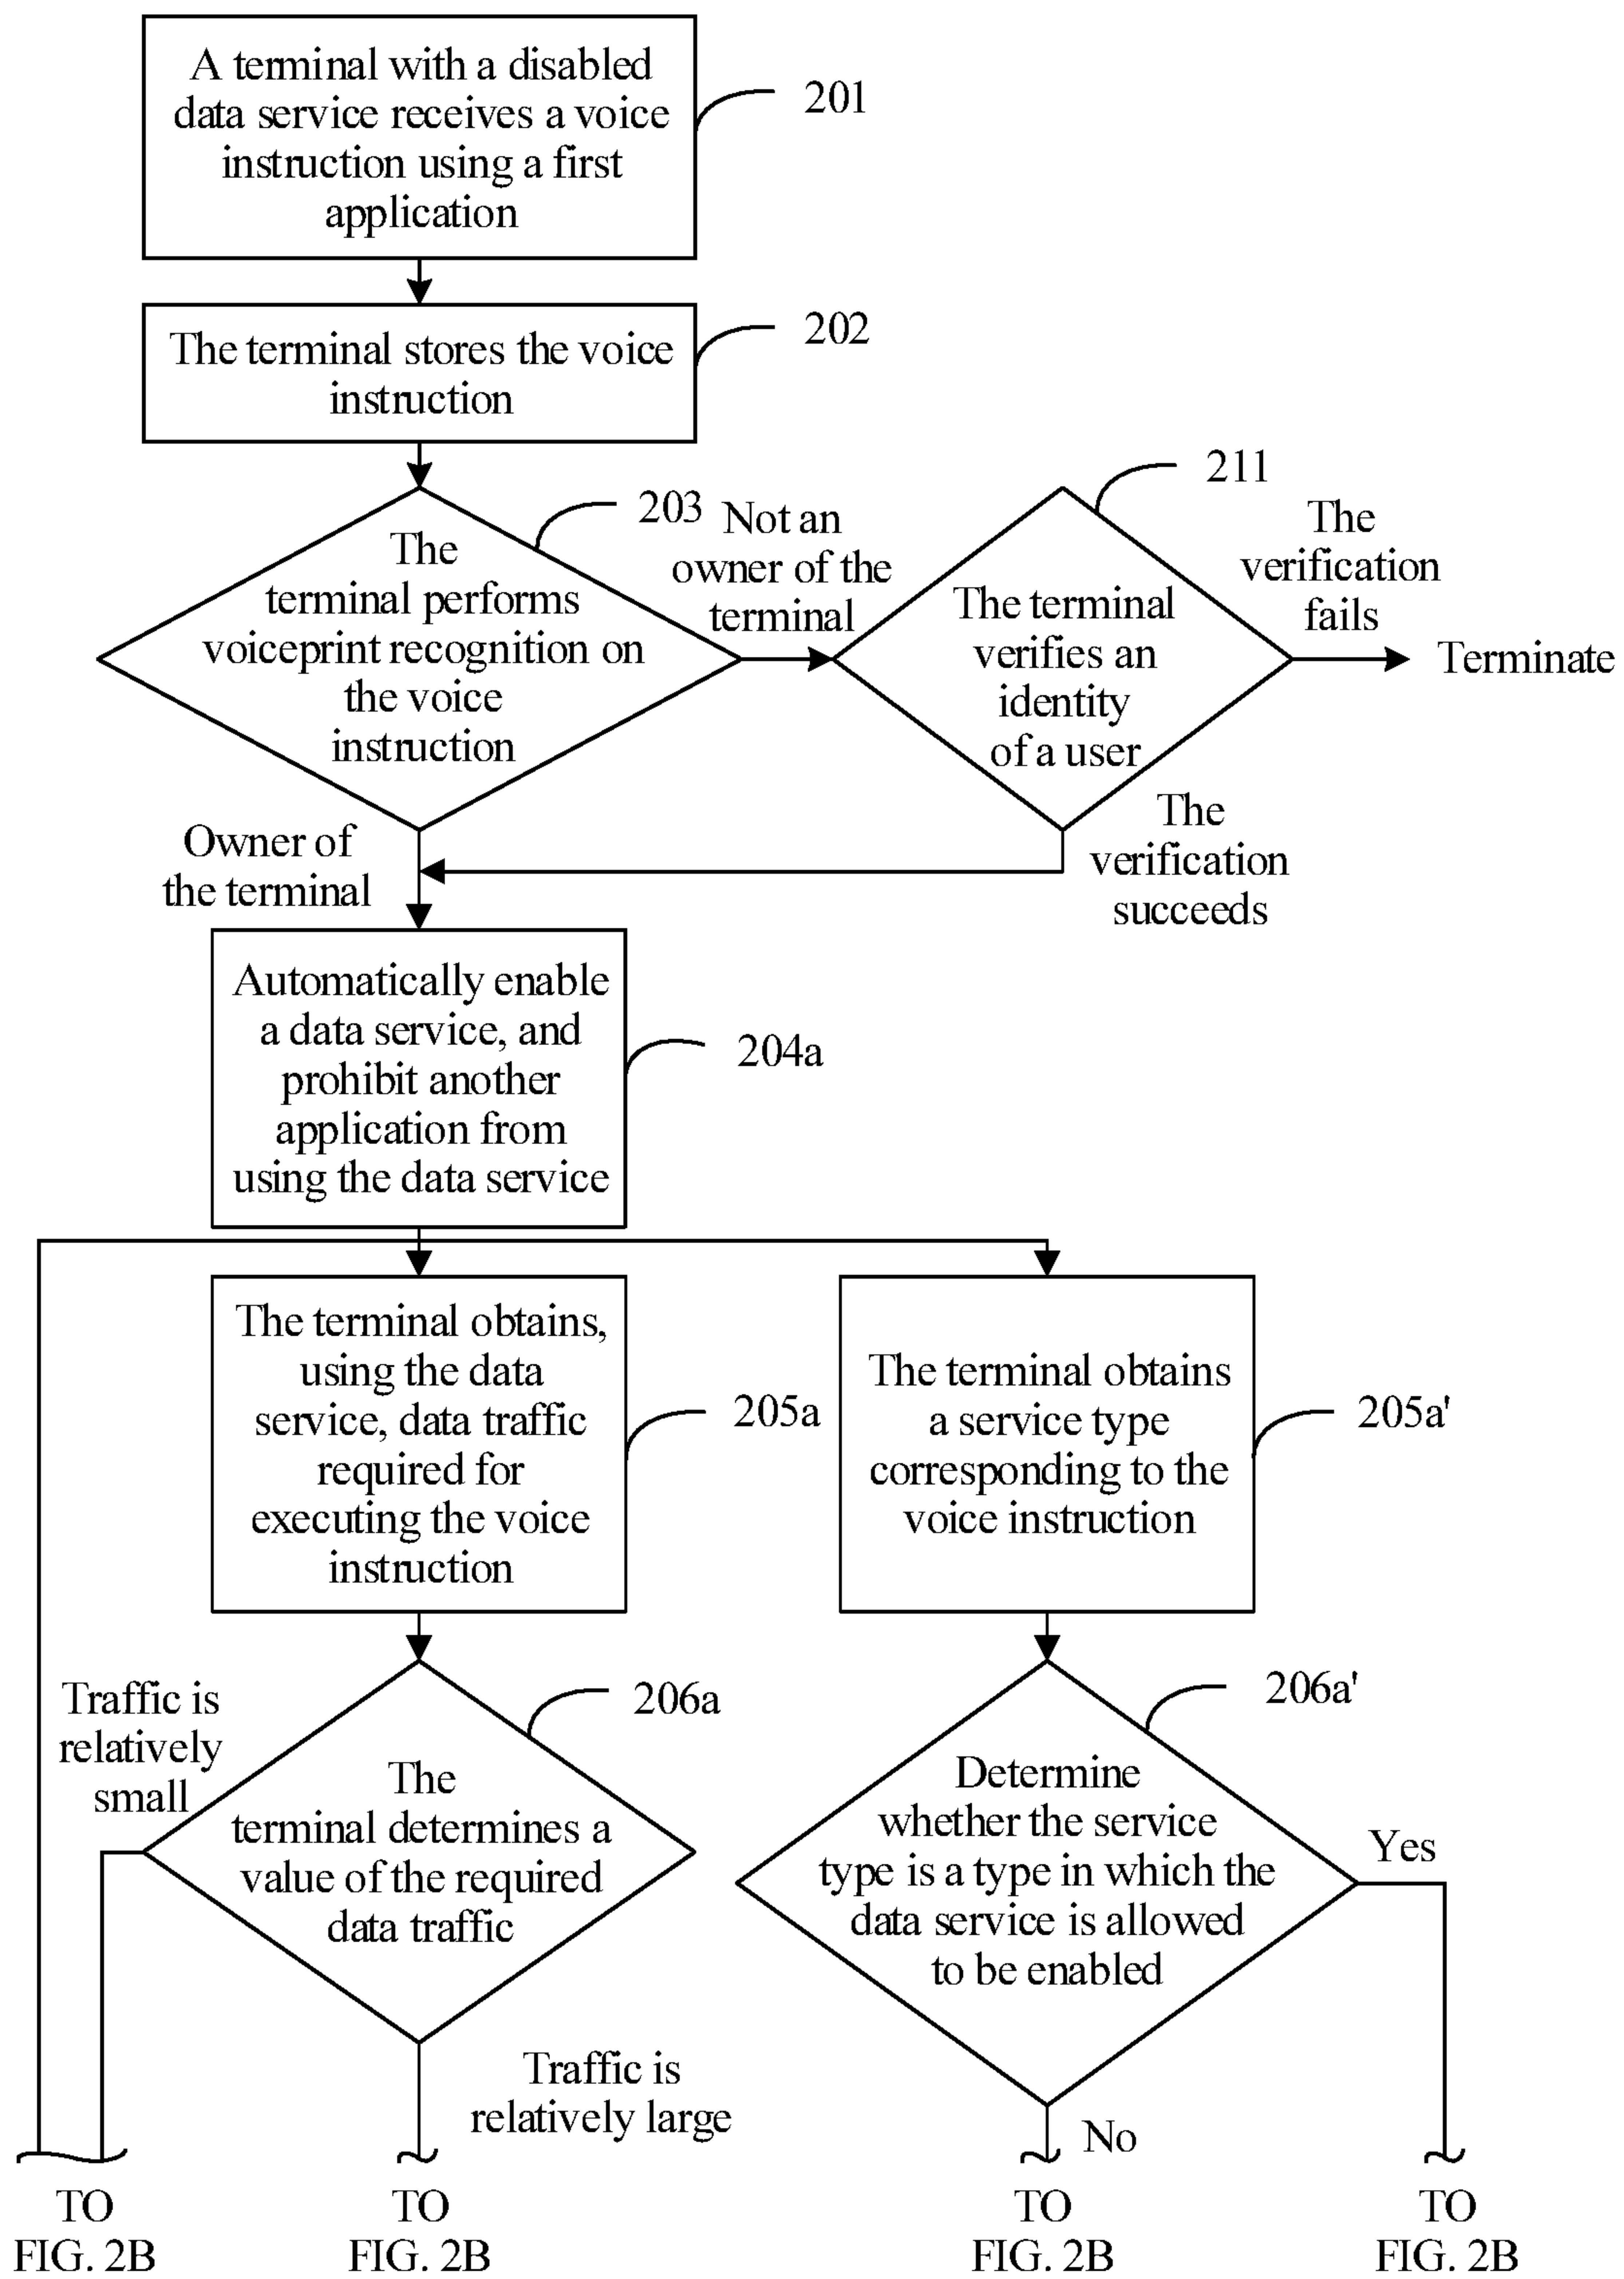 A terminal with a disabled
data service receives a voice
instruction using a first
application
201
The terminal stores the voice
instruction
202
The
terminal performs
voiceprint recognition on
the voice
instruction
203
Not an
owner of the
terminal
The terminal
verifies an
identity
of a user
211
The
verification
fails
Terminate
Owner of
the terminal
The
verification
succeeds
Automatically enable
a data service, and
prohibit another
application from
using the data service
204a
The terminal obtains,
using the data
service, data traffic
required for
executing the voice
instruction
205a
The terminal obtains
a service type
corresponding to the
voice instruction
205a'
Traffic is
relatively
small
The
terminal determines a
value of the required
data traffic
206a
Traffic is
relatively large
Determine
whether the service
type is a type in which the
data service is allowed
to be enabled
206a'
Yes
No
TO
FIG. 2B
TO
FIG. 2B
TO
FIG. 2B
TO
FIG. 2B